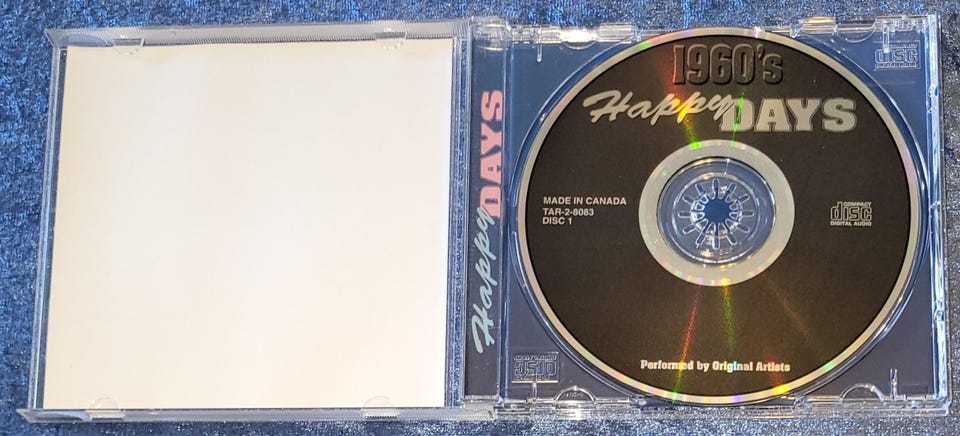 Happy DAYS
1960's
Happy DAYS
MADE IN CANADA
TAR-2-8083
DISC 1
COMPACT
disc
DIGITAL AUDIO
Performed by Original Artists
disc